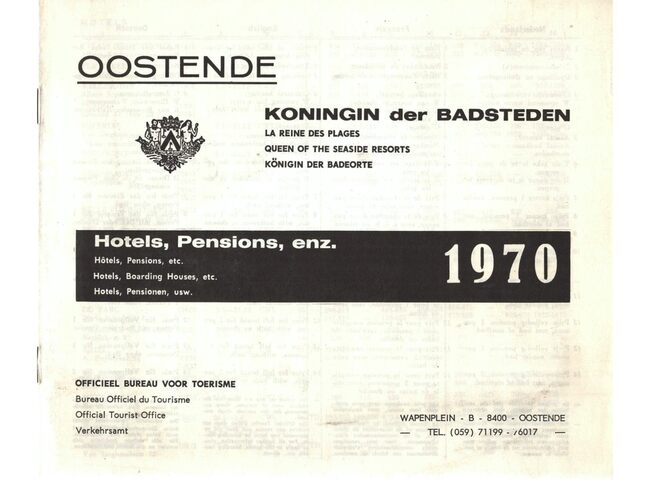 OOSTENDE
KONINGIN der BADSTEDEN
LA REINE DES PLAGES
QUEEN OF THE SEASIDE RESORTS
KÖNIGIN DER BADEORTE
Hotels, Pensions, enz.
Hôtels, Pensions, etc.
Hotels, Boarding Houses, etc.
Hotels, Pensionen, usw.
1970
OFFICIEEL BUREAU VOOR TOERISME
Bureau Officiel du Tourisme
Official Tourist Office
Verkehrsamt
WAPENPLEIN - B - 8400 - OOSTENDE
— TEL. (059) 71199 - 76017 —